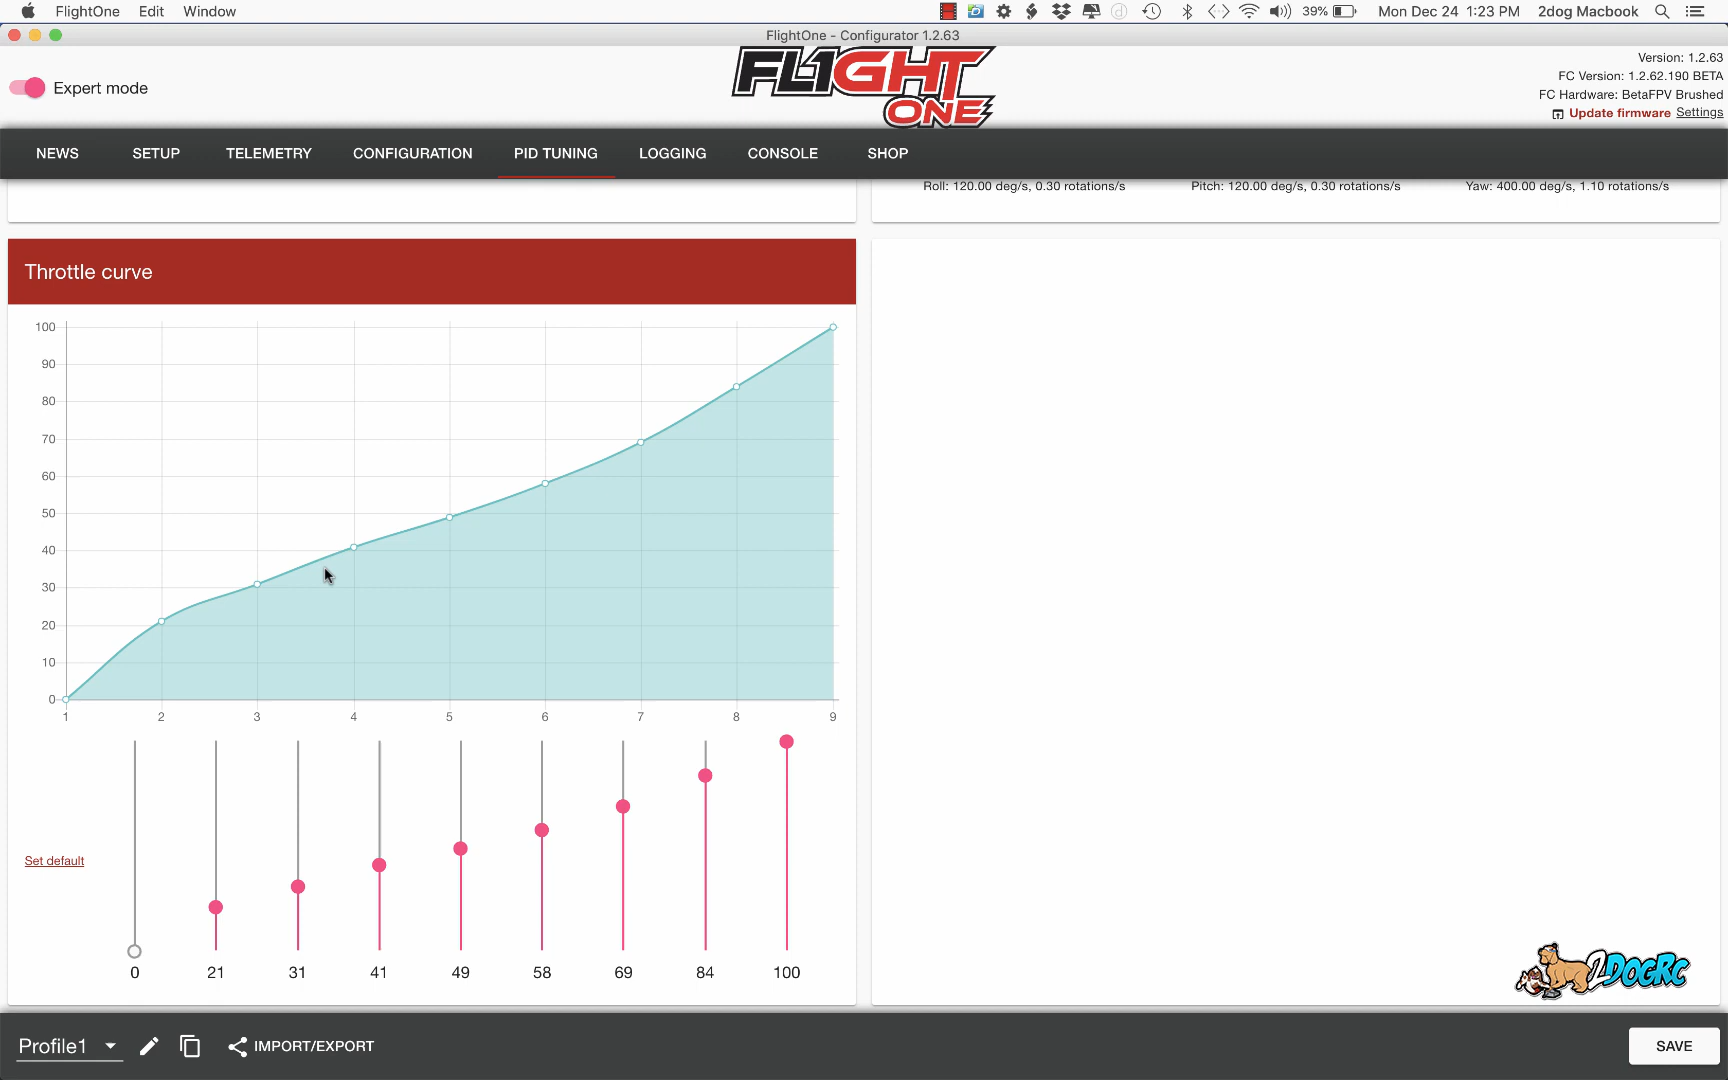 FlightOne Edit Window 39% Mon Dec 24 1:23 PM 2dog Macbook
FlightOne - Configurator 1.2.63
Expert mode
FL1GHT
ONE
Version: 1.2.63
FC Version: 1.2.62.190 BETA
FC Hardware: BetaFPV Brushed
Update firmware Settings
NEWS SETUP TELEMETRY CONFIGURATION PID TUNING LOGGING CONSOLE SHOP
Roll: 120.00 deg/s, 0.30 rotations/s Pitch: 120.00 deg/s, 0.30 rotations/s Yaw: 400.00 deg/s, 1.10 rotations/s
Throttle curve
100
90
80
70
60
50
40
30
20
10
0
1 2 3 4 5 6 7 8 9
Set default
0 21 31 41 49 58 69 84 100
2DOGRC
Profile1 IMPORT/EXPORT SAVE